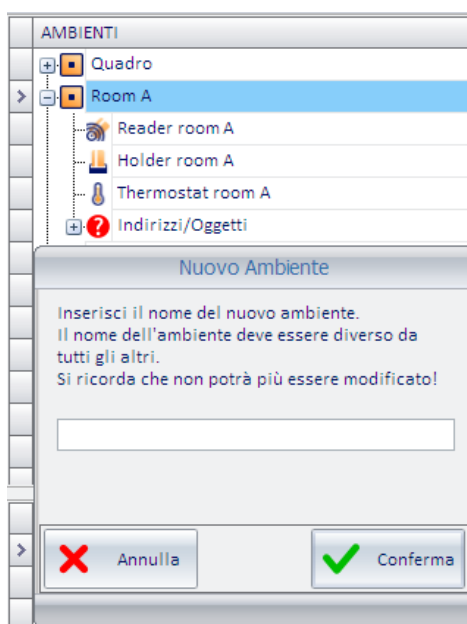 AMBIENTI
Quadro
Room A
Reader room A
Holder room A
Thermostat room A
Indirizzi/Oggetti
Nuovo Ambiente
Inserisci il nome del nuovo ambiente.
Il nome dell'ambiente deve essere diverso da
tutti gli altri.
Si ricorda che non potrà più essere modificato!
Annulla
Conferma